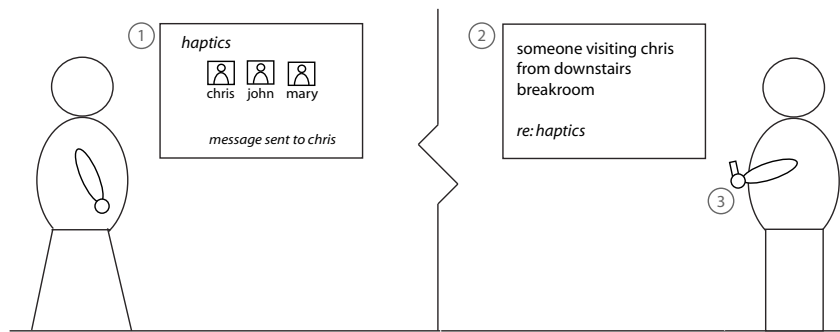 1
haptics
chris john mary
message sent to chris
2
someone visiting chris
from downstairs
breakroom
re: haptics
3